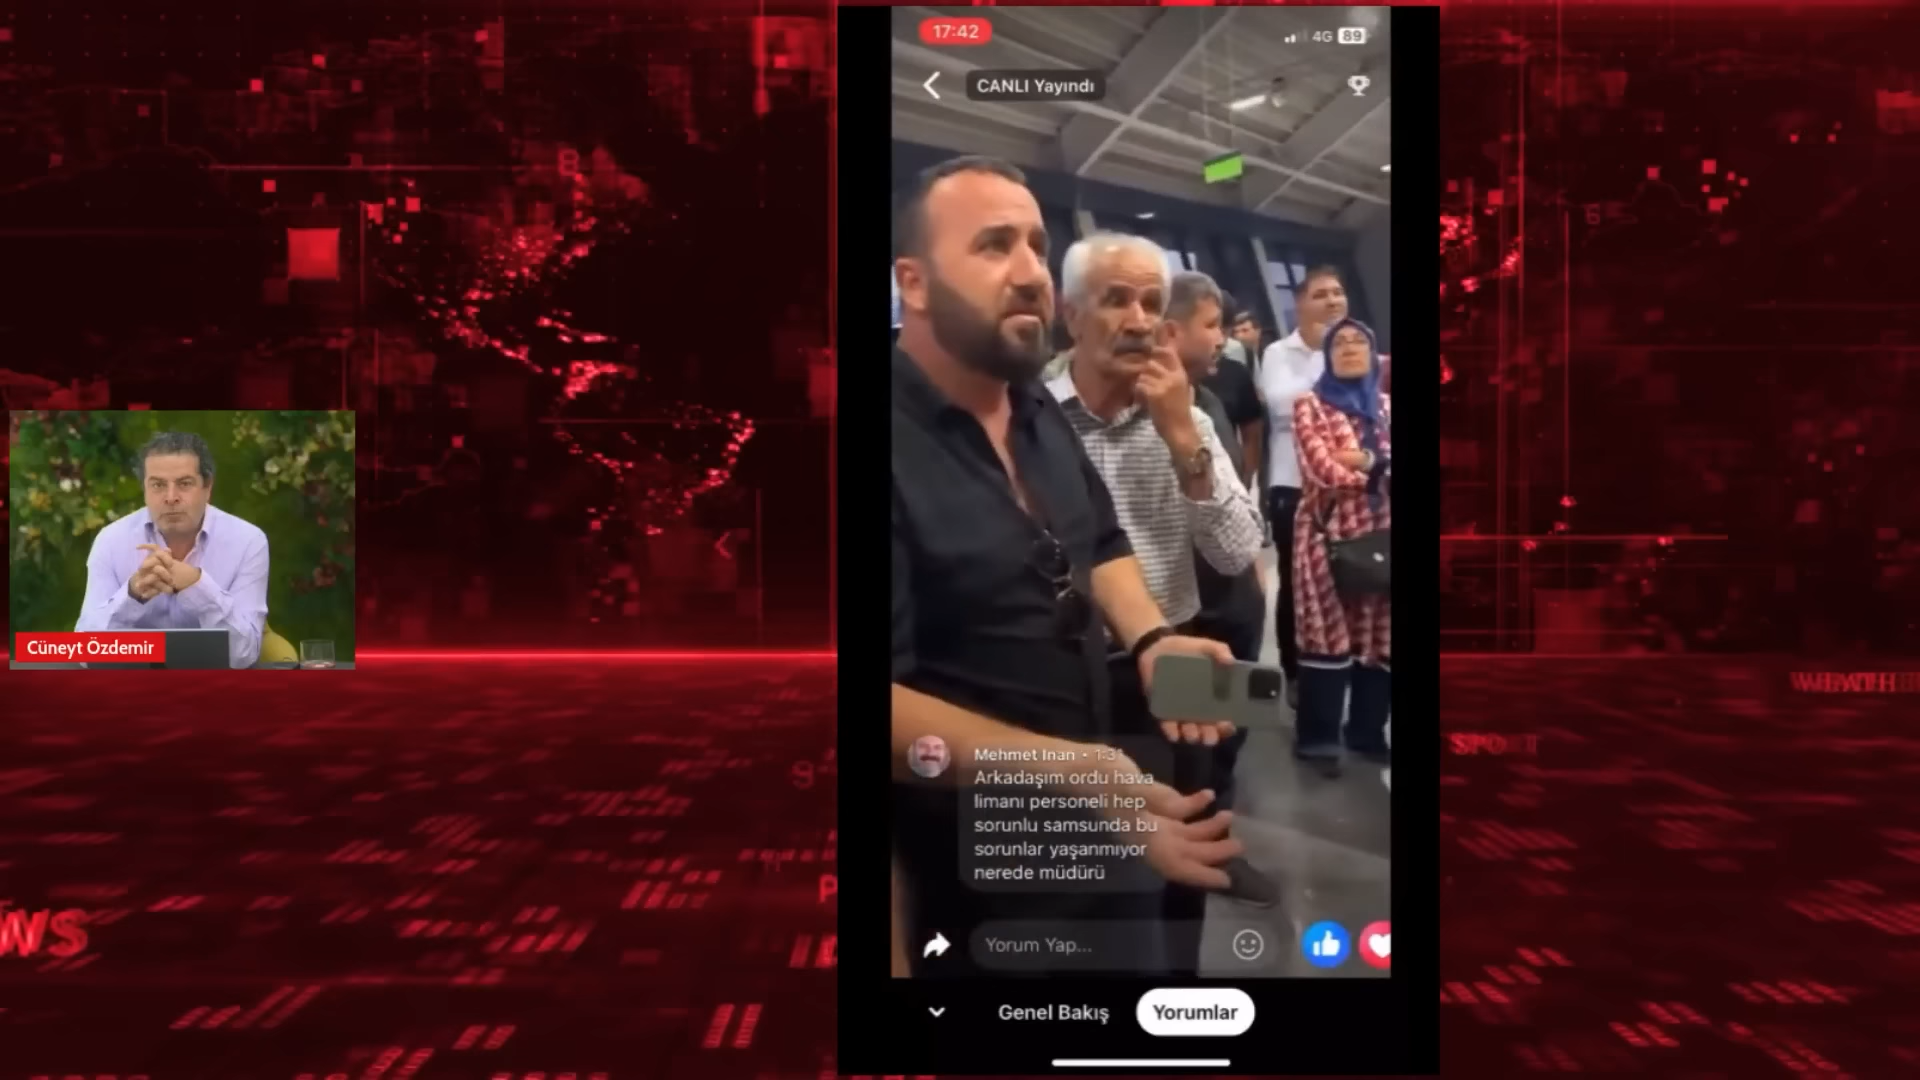 17:42
4G 89
CANLI Yayındı
Cüneyt Özdemir
Mehmet Inan
Arkadaşım ordu hava
limanı personeli hep
sorunlu samsunda bu
sorunlar yaşanmıyor
nerede müdürü
Yorum Yap...
Genel Bakış
Yorumlar